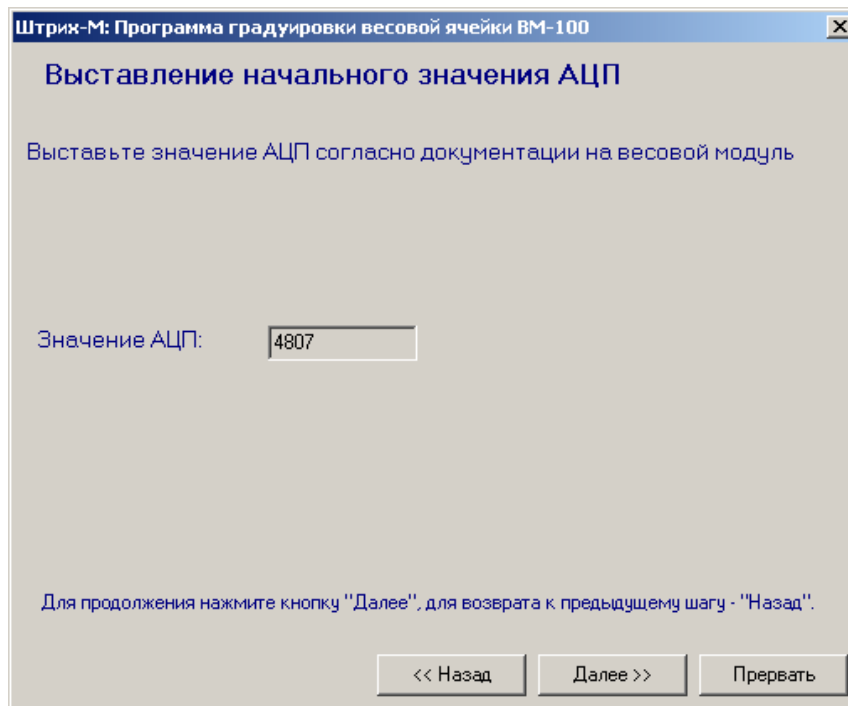 Штрих-М: Программа градуировки весовой ячейки ВМ-100
Выставление начального значения АЦП
Выставьте значение АЦП согласно документации на весовой модуль
Значение АЦП: 4807
Для продолжения нажмите кнопку "Далее", для возврата к предыдущему шагу - "Назад".
<< Назад Далее >> Прервать